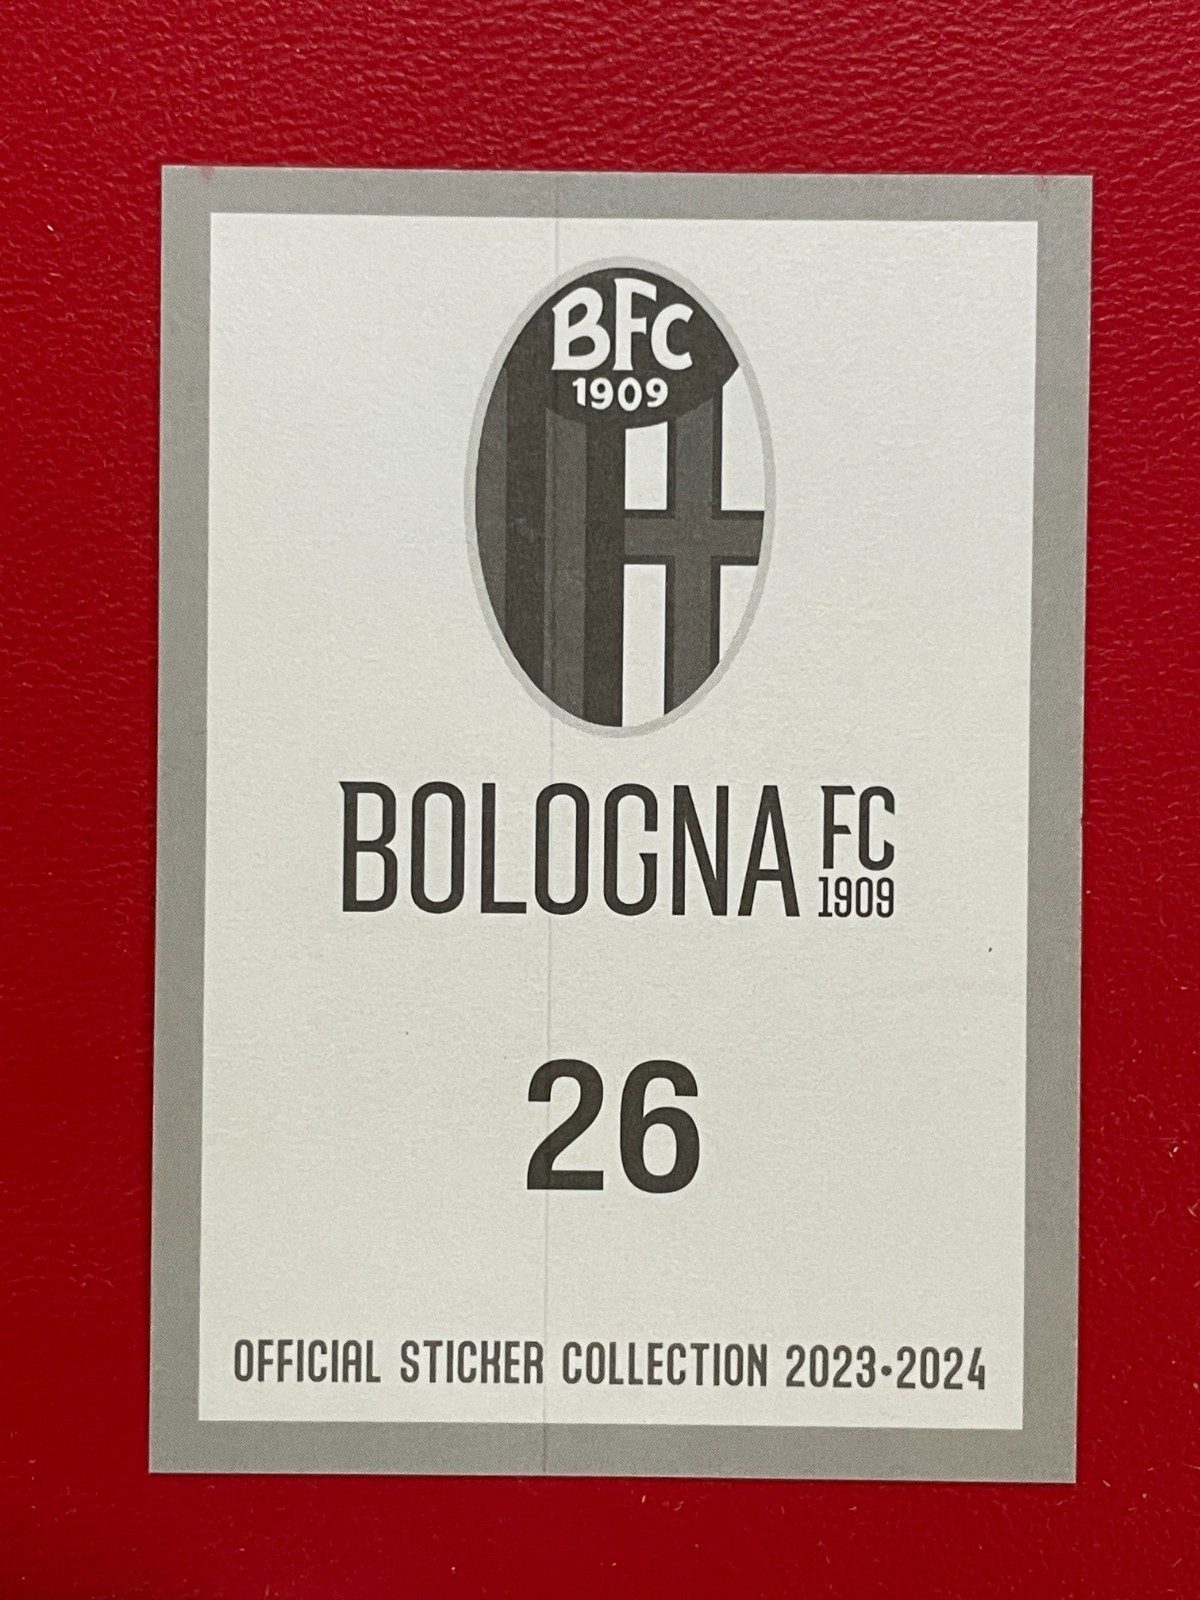 BFC
1909
BOLOGNA FC
1909
26
OFFICIAL STICKER COLLECTION 2023•2024